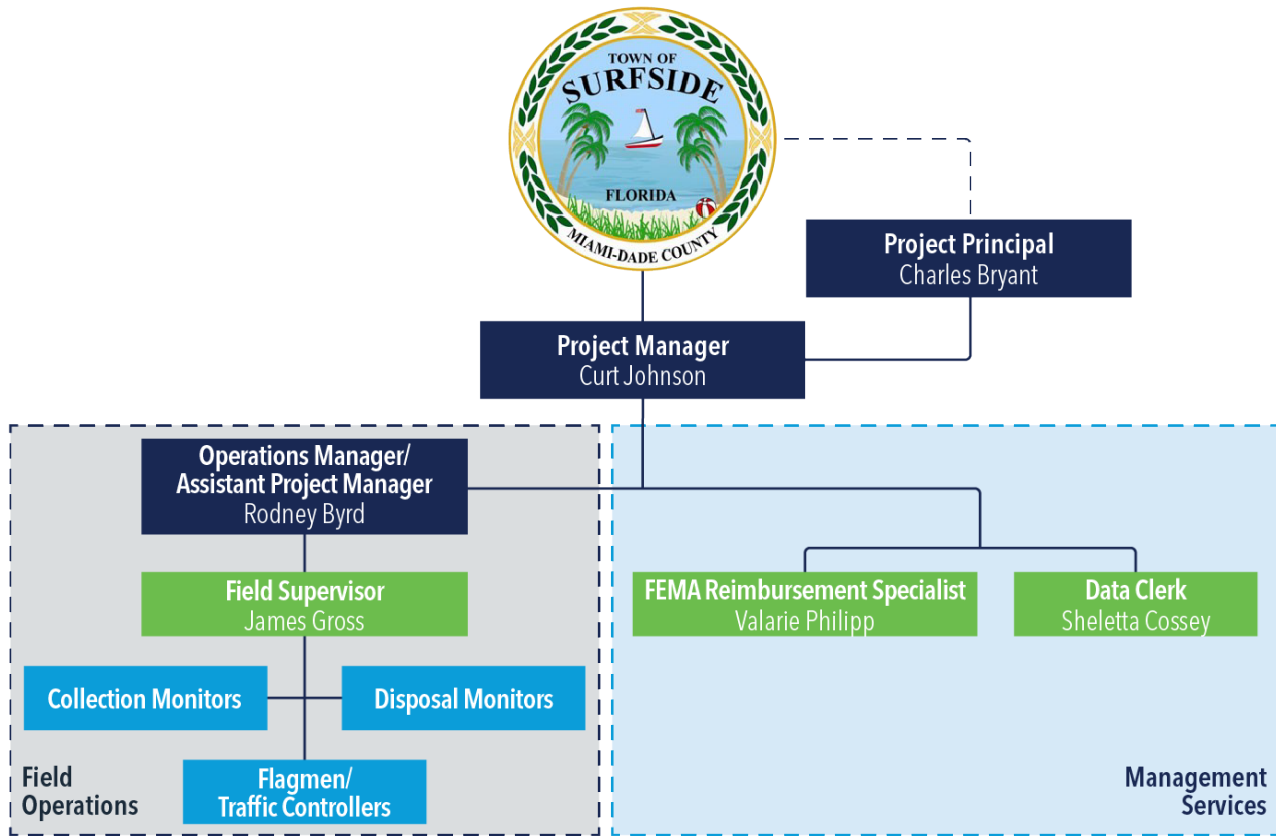 TOWN OF
SURFSIDE
FLORIDA
MIAMI-DADE COUNTY
Project Principal
Charles Bryant
Project Manager
Curt Johnson
Operations Manager/
Assistant Project Manager
Rodney Byrd
Field Supervisor
James Gross
Collection Monitors
Disposal Monitors
Flagmen/
Traffic Controllers
Field
Operations
FEMA Reimbursement Specialist
Valarie Philipp
Data Clerk
Sheletta Cossey
Management
Services